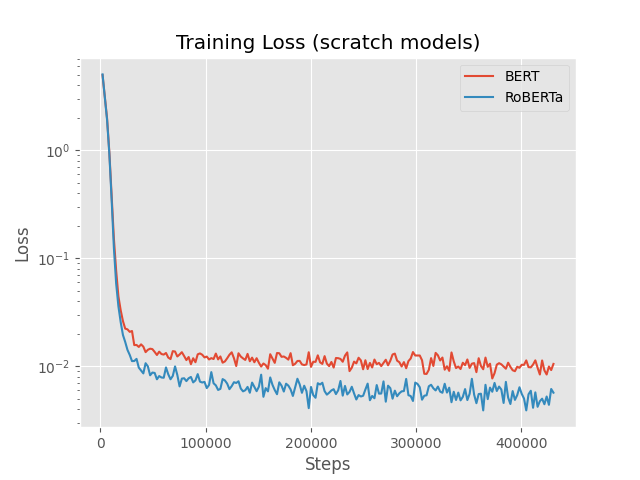 Training Loss (scratch models)
BERT
RoBERTa
Loss
10⁰
10⁻¹
10⁻²
0 100000 200000 300000 400000
Steps